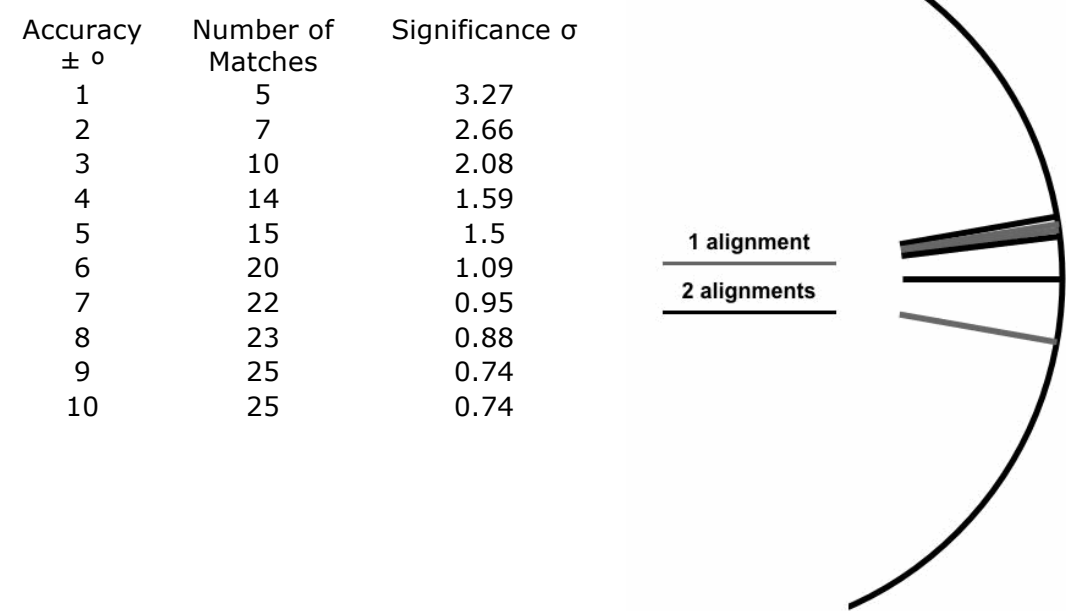 Accuracy Number of Significance σ
± º Matches
1 5 3.27
2 7 2.66
3 10 2.08
4 14 1.59
5 15 1.5
6 20 1.09
7 22 0.95
8 23 0.88
9 25 0.74
10 25 0.74
1 alignment
2 alignments